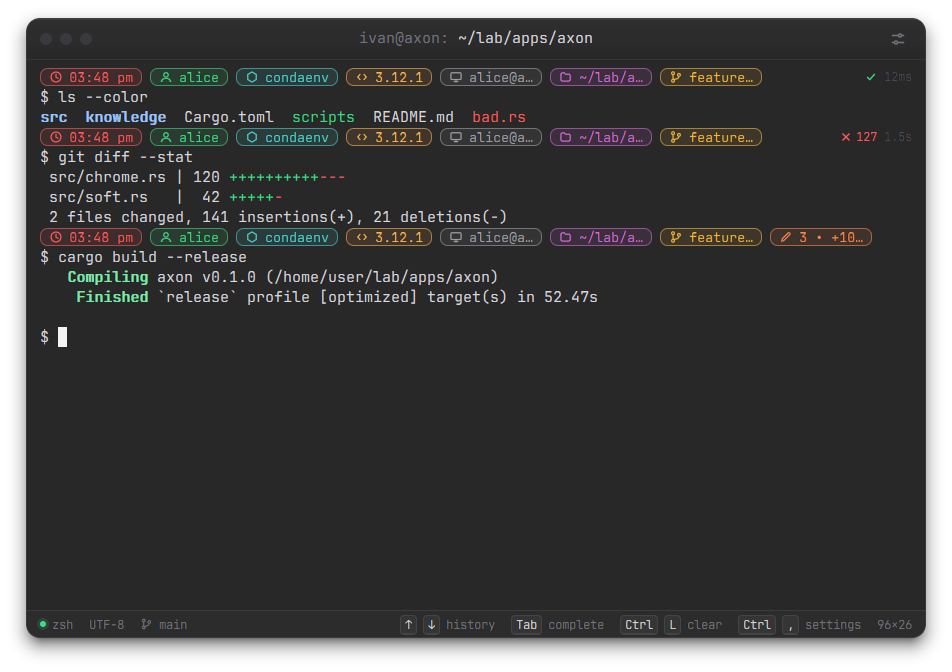 ivan@axon: ~/lab/apps/axon
03:48 pm alice condaenv 3.12.1 alice@a… ~/lab/a… feature… ✓ 12ms
$ ls --color
src knowledge Cargo.toml scripts README.md bad.rs
03:48 pm alice condaenv 3.12.1 alice@a… ~/lab/a… feature… ✕ 127 1.5s
$ git diff --stat
src/chrome.rs | 120 ++++++++++---
src/soft.rs | 42 +++++-
2 files changed, 141 insertions(+), 21 deletions(-)
03:48 pm alice condaenv 3.12.1 alice@a… ~/lab/a… feature… 3 • +10…
$ cargo build --release
Compiling axon v0.1.0 (/home/user/lab/apps/axon)
Finished `release` profile [optimized] target(s) in 52.47s
$
zsh UTF-8 main ↑ ↓ history Tab complete Ctrl L clear Ctrl , settings 96×26